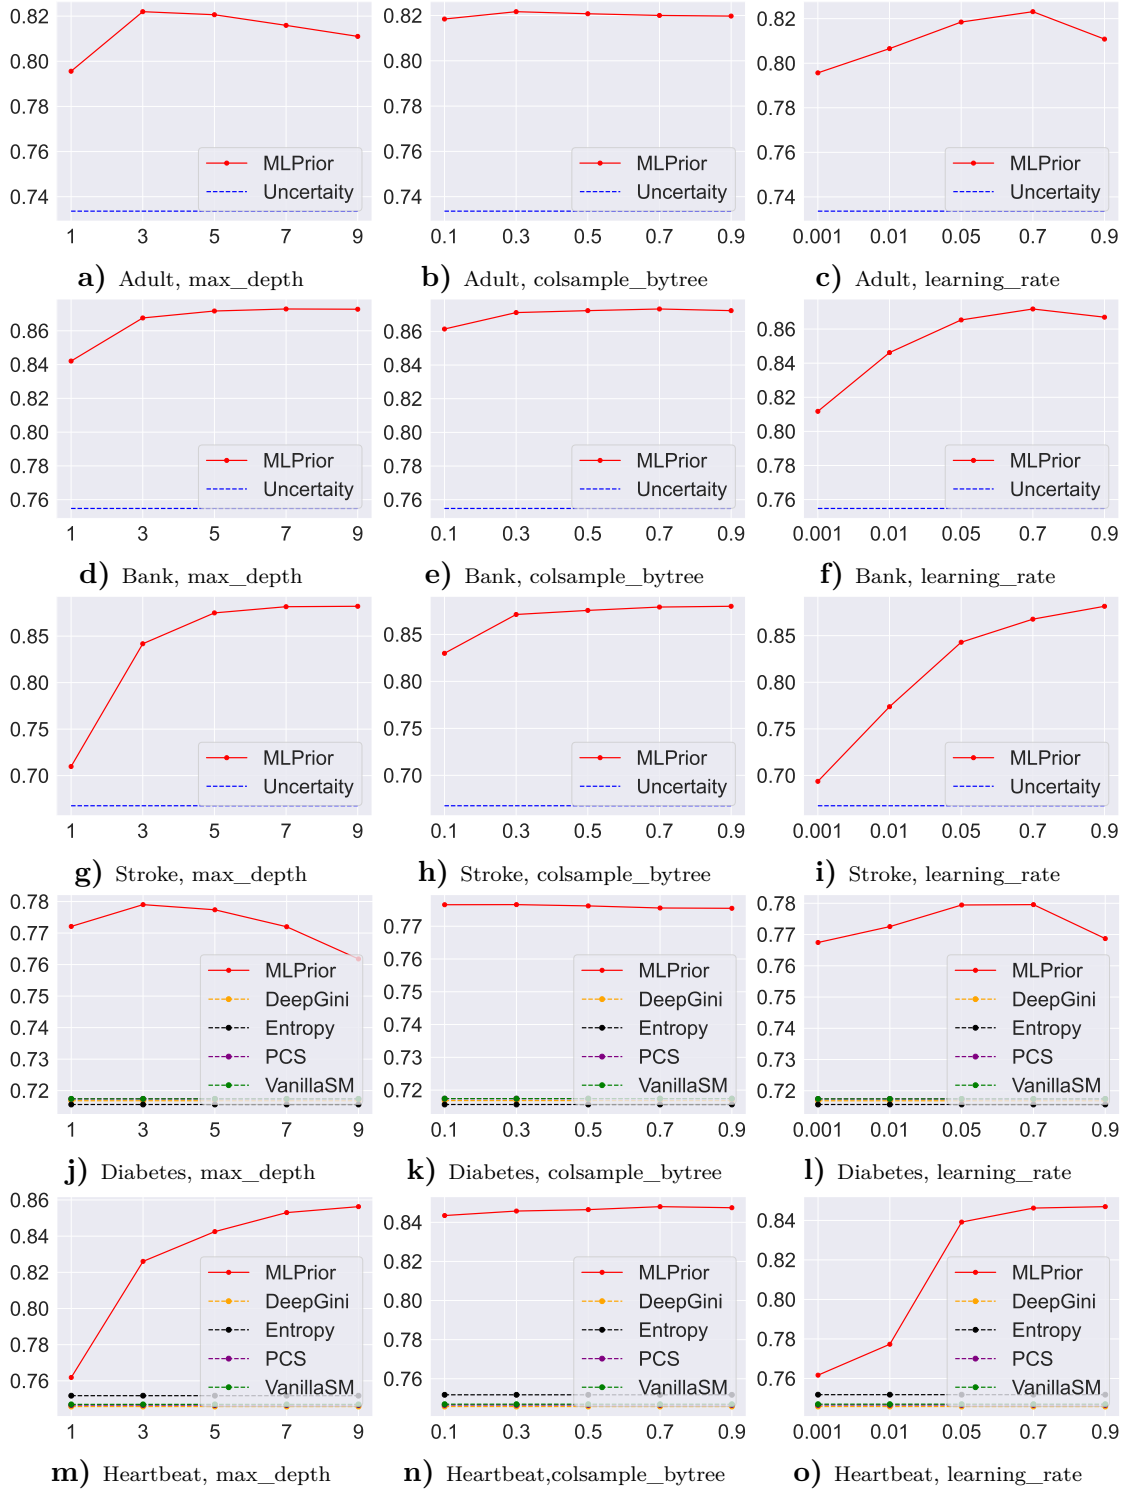 0.82
0.80
0.78
0.76
0.74
MLPrior
Uncertaity
1 3 5 7 9
a) Adult, max_depth
0.82
0.80
0.78
0.76
0.74
MLPrior
Uncertaity
0.1 0.3 0.5 0.7 0.9
b) Adult, colsample_bytree
0.82
0.80
0.78
0.76
0.74
MLPrior
Uncertaity
0.001 0.01 0.05 0.7 0.9
c) Adult, learning_rate
0.86
0.84
0.82
0.80
0.78
0.76
MLPrior
Uncertaity
1 3 5 7 9
d) Bank, max_depth
0.86
0.84
0.82
0.80
0.78
0.76
MLPrior
Uncertaity
0.1 0.3 0.5 0.7 0.9
e) Bank, colsample_bytree
0.86
0.84
0.82
0.80
0.78
0.76
MLPrior
Uncertaity
0.001 0.01 0.05 0.7 0.9
f) Bank, learning_rate
0.85
0.80
0.75
0.70
MLPrior
Uncertaity
1 3 5 7 9
g) Stroke, max_depth
0.85
0.80
0.75
0.70
MLPrior
Uncertaity
0.1 0.3 0.5 0.7 0.9
h) Stroke, colsample_bytree
0.85
0.80
0.75
0.70
MLPrior
Uncertaity
0.001 0.01 0.05 0.7 0.9
i) Stroke, learning_rate
0.78
0.77
0.76
0.75
0.74
0.73
0.72
MLPrior
DeepGini
Entropy
PCS
VanillaSM
1 3 5 7 9
j) Diabetes, max_depth
0.77
0.76
0.75
0.74
0.73
0.72
MLPrior
DeepGini
Entropy
PCS
VanillaSM
0.1 0.3 0.5 0.7 0.9
k) Diabetes, colsample_bytree
0.78
0.77
0.76
0.75
0.74
0.73
0.72
MLPrior
DeepGini
Entropy
PCS
VanillaSM
0.001 0.01 0.05 0.7 0.9
l) Diabetes, learning_rate
0.86
0.84
0.82
0.80
0.78
0.76
MLPrior
DeepGini
Entropy
PCS
VanillaSM
1 3 5 7 9
m) Heartbeat, max_depth
0.84
0.82
0.80
0.78
0.76
MLPrior
DeepGini
Entropy
PCS
VanillaSM
0.1 0.3 0.5 0.7 0.9
n) Heartbeat,colsample_bytree
0.84
0.82
0.80
0.78
0.76
MLPrior
DeepGini
Entropy
PCS
VanillaSM
0.001 0.01 0.05 0.7 0.9
o) Heartbeat, learning_rate